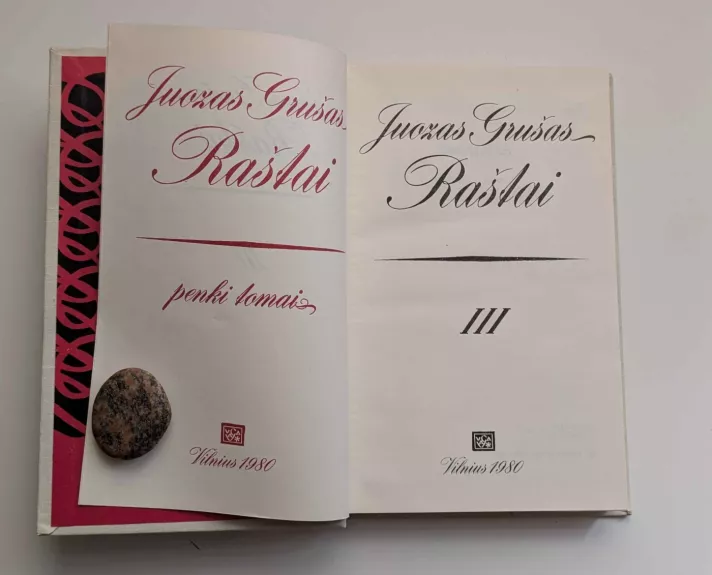 Juozas Grušas
Raštai
penki tomai
Vilnius 1980
Juozas Grušas
Raštai
III
Vilnius 1980